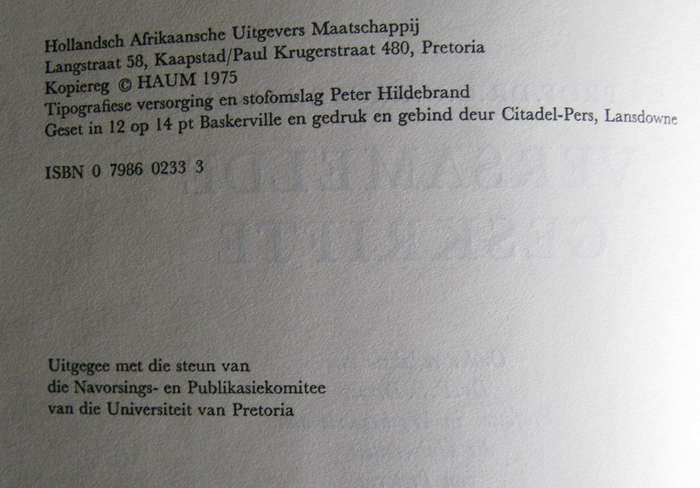 Hollandsch Afrikaansche Uitgevers Maatschappij
Langstraat 58, Kaapstad/Paul Krugerstraat 480, Pretoria
Kopiereg © HAUM 1975
Tipografiese versorging en stofomslag Peter Hildebrand
Geset in 12 op 14 pt Baskerville en gedruk en gebind deur Citadel-Pers, Lansdowne
ISBN 0 7986 0233 3
VERSAMELDE
GESKRIFTE
Uitgegee met die steun van
die Navorsings- en Publikasiekomitee
van die Universiteit van Pretoria